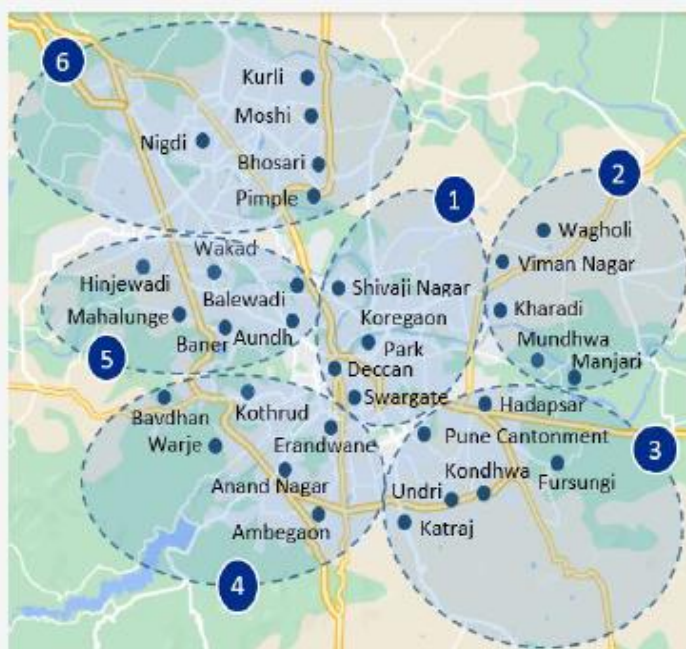 6
Kurli
Moshi
Nigdi
Bhosari
Pimple
1
2
Wagholi
Viman Nagar
Kharadi
Mundhwa
Manjari
Wakad
Hinjewadi
Balewadi
Mahalunge
Aundh
Baner
5
Shivaji Nagar
Koregaon
Park
Deccan
Swargate
Hadapsar
Pune Cantonment
3
Kondhwa
Fursungi
Undri
Katraj
Bavdhan
Kothrud
Warje
Erandwane
Anand Nagar
Ambegaon
4